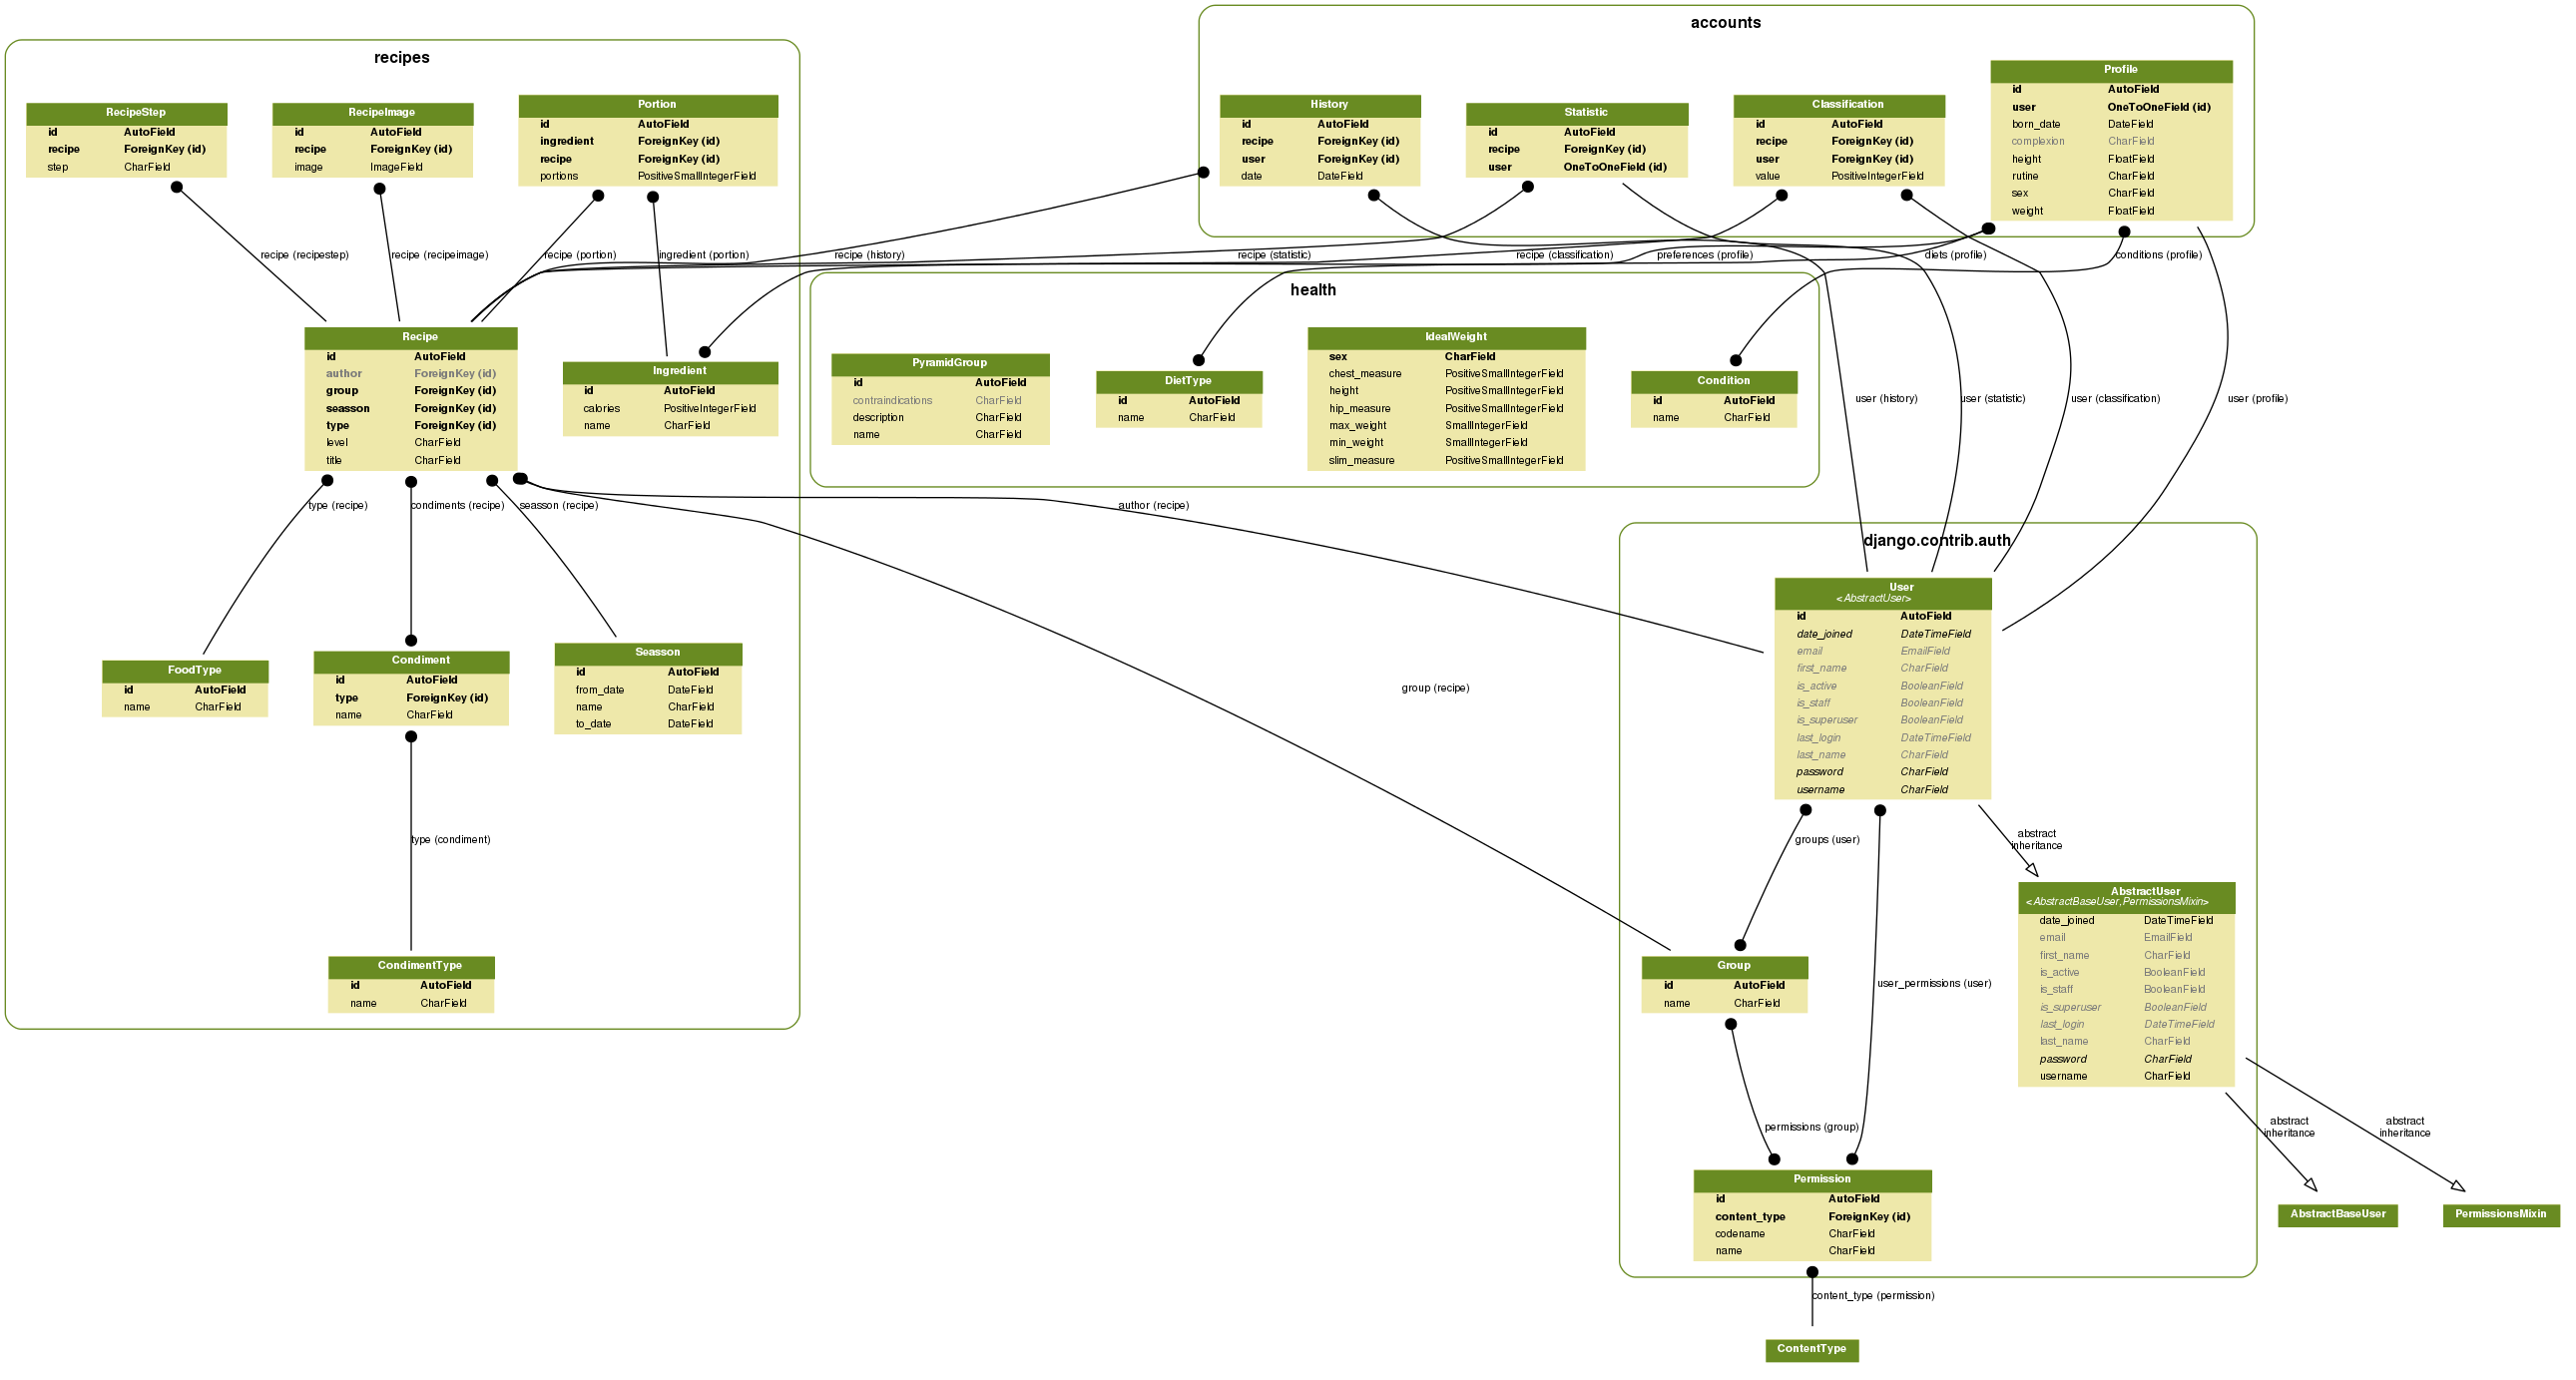 accounts
recipes
Profile
id AutoField
user OneToOneField (id)
born_date DateField
complexion CharField
height FloatField
rutine CharField
sex CharField
weight FloatField
History
id AutoField
recipe ForeignKey (id)
user ForeignKey (id)
date DateField
Statistic
id AutoField
recipe ForeignKey (id)
user OneToOneField (id)
Classification
id AutoField
recipe ForeignKey (id)
user ForeignKey (id)
value PositiveIntegerField
RecipeStep
id AutoField
recipe ForeignKey (id)
step CharField
RecipeImage
id AutoField
recipe ForeignKey (id)
image ImageField
Portion
id AutoField
ingredient ForeignKey (id)
recipe ForeignKey (id)
portions PositiveSmallIntegerField
recipe (recipestep)
recipe (recipeimage)
recipe (portion)
ingredient (portion)
recipe (history)
recipe (statistic)
recipe (classification)
preferences (profile)
diets (profile)
conditions (profile)
health
Recipe
id AutoField
author ForeignKey (id)
group ForeignKey (id)
seasson ForeignKey (id)
type ForeignKey (id)
level CharField
title CharField
Ingredient
id AutoField
calories PositiveIntegerField
name CharField
PyramidGroup
id AutoField
contraindications CharField
description CharField
name CharField
DietType
id AutoField
name CharField
IdealWeight
sex CharField
chest_measure PositiveSmallIntegerField
height PositiveSmallIntegerField
hip_measure PositiveSmallIntegerField
max_weight SmallIntegerField
min_weight SmallIntegerField
slim_measure PositiveSmallIntegerField
Condition
id AutoField
name CharField
user (history)
user (statistic)
user (classification)
user (profile)
type (recipe)
condiments (recipe)
seasson (recipe)
author (recipe)
django.contrib.auth
User
<AbstractUser>
id AutoField
date_joined DateTimeField
email EmailField
first_name CharField
is_active BooleanField
is_staff BooleanField
is_superuser BooleanField
last_login DateTimeField
last_name CharField
password CharField
username CharField
FoodType
id AutoField
name CharField
Condiment
id AutoField
type ForeignKey (id)
name CharField
Seasson
id AutoField
from_date DateField
name CharField
to_date DateField
group (recipe)
type (condiment)
groups (user)
abstract
inheritance
AbstractUser
<AbstractBaseUser,PermissionsMixin>
date_joined DateTimeField
email EmailField
first_name CharField
is_active BooleanField
is_staff BooleanField
is_superuser BooleanField
last_login DateTimeField
last_name CharField
password CharField
username CharField
CondimentType
id AutoField
name CharField
Group
id AutoField
name CharField
user_permissions (user)
permissions (group)
abstract
inheritance
abstract
inheritance
Permission
id AutoField
content_type ForeignKey (id)
codename CharField
name CharField
AbstractBaseUser
PermissionsMixin
content_type (permission)
ContentType